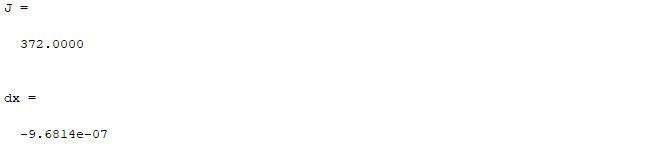 J =
372.0000
dx =
-9.6814e-07